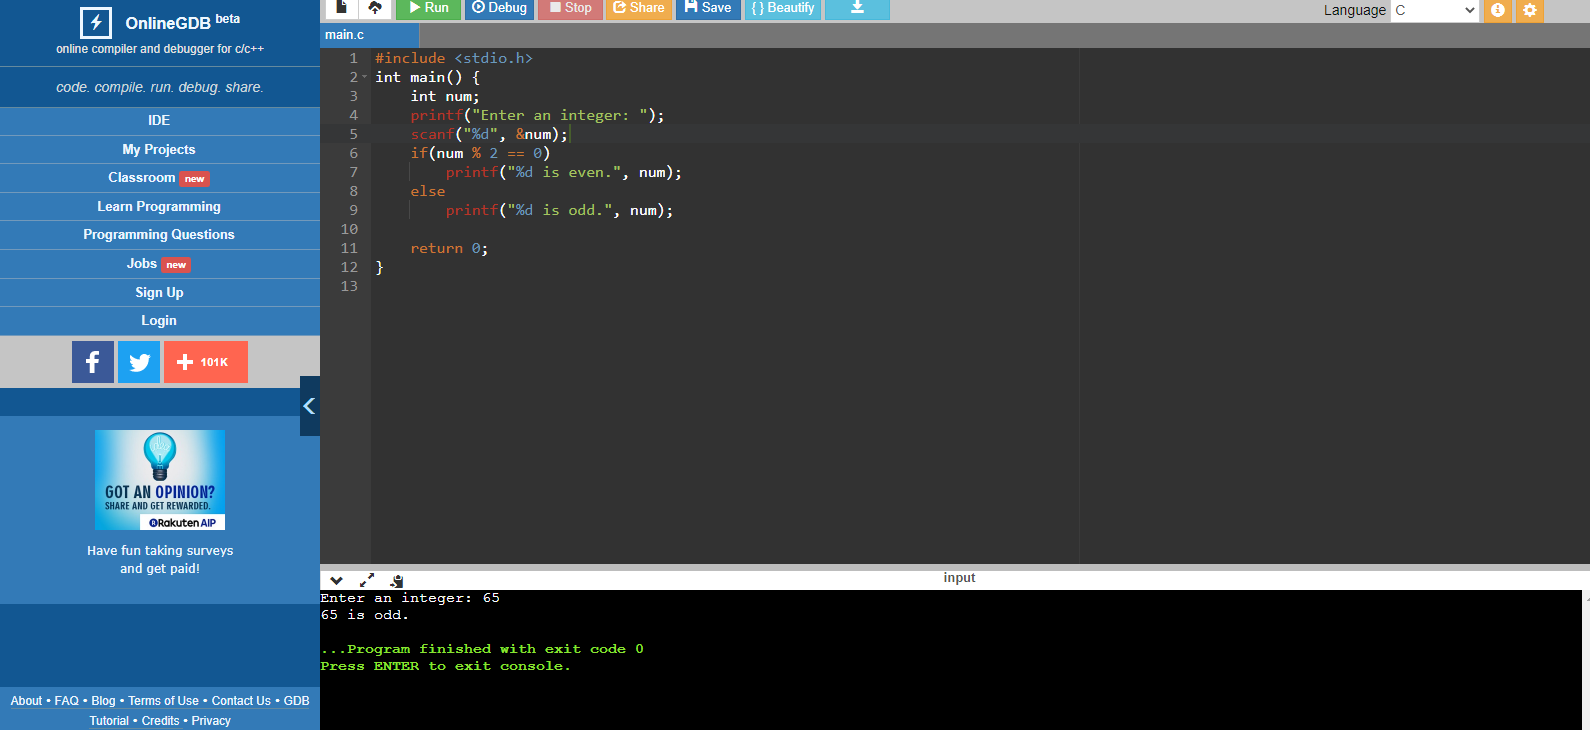 OnlineGDB beta
online compiler and debugger for c/c++
code. compile. run. debug. share.
IDE
My Projects
Classroom new
Learn Programming
Programming Questions
Jobs new
Sign Up
Login
f
101K
GOT AN OPINION?
SHARE AND GET REWARDED.
Rakuten AIP
Have fun taking surveys
and get paid!
About • FAQ • Blog • Terms of Use • Contact Us • GDB
Tutorial • Credits • Privacy
Run Debug Stop Share Save { } Beautify
Language C
main.c
1 #include <stdio.h>
2 int main() {
3 int num;
4 printf("Enter an integer: ");
5 scanf("%d", &num);
6 if(num % 2 == 0)
7 printf("%d is even.", num);
8 else
9 printf("%d is odd.", num);
10
11 return 0;
12 }
13
input
Enter an integer: 65
65 is odd.
...Program finished with exit code 0
Press ENTER to exit console.